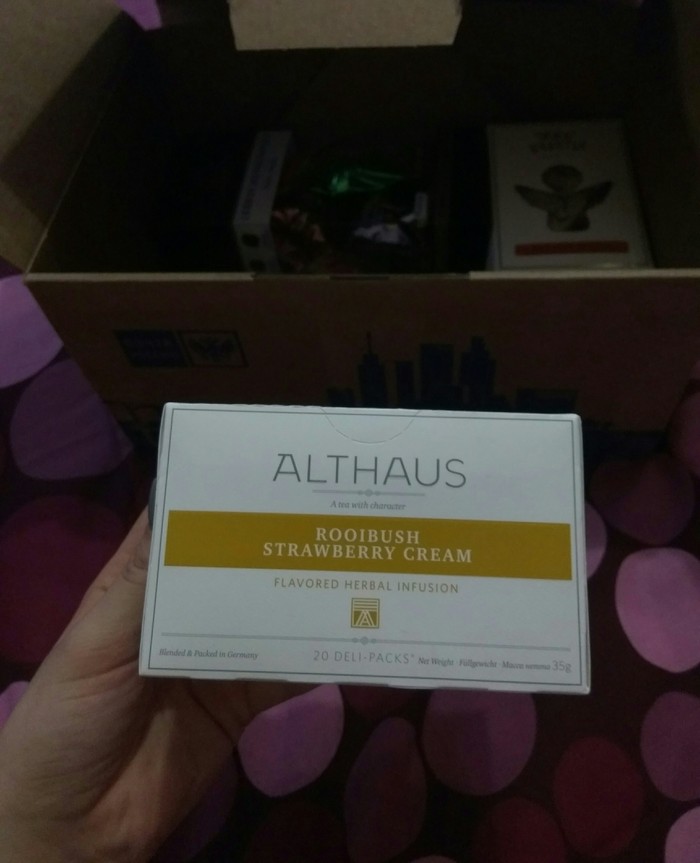 ALTHAUS
A tea with character
ROOIBUSH
STRAWBERRY CREAM
FLAVORED HERBAL INFUSION
Blended & Packed in Germany
20 DELI-PACKS® Net Weight · Füllgewicht · Масса нетто 35g